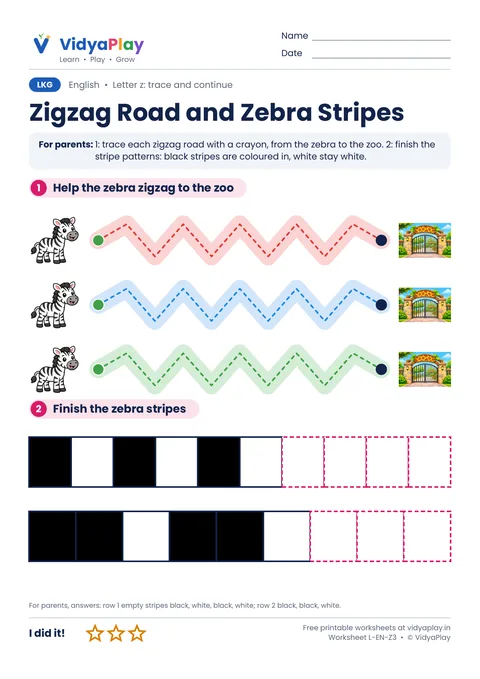 VidyaPlay
Learn • Play • Grow
Name
Date
LKG English • Letter z: trace and continue
Zigzag Road and Zebra Stripes
For parents: 1: trace each zigzag road with a crayon, from the zebra to the zoo. 2: finish the
stripe patterns: black stripes are coloured in, white stay white.
1 Help the zebra zigzag to the zoo
2 Finish the zebra stripes
For parents, answers: row 1 empty stripes black, white, black, white; row 2 black, black, white.
I did it!
Free printable worksheets at vidyaplay.in
Worksheet L-EN-Z3 • © VidyaPlay